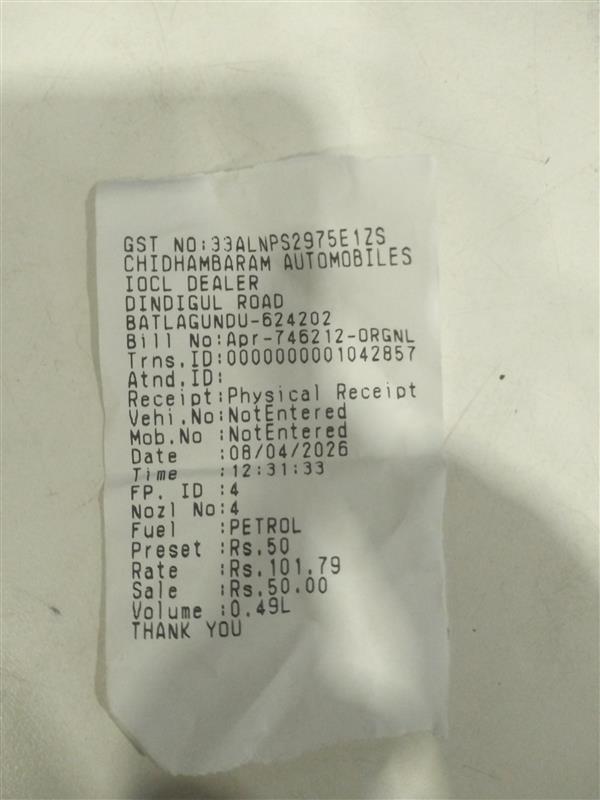 GST NO:33ALNPS2975E1ZS
CHIDHAMBARAM AUTOMOBILES
IOCL DEALER
DINDIGUL ROAD
BATLAGUNDU-624202
Bill No:Apr-746212-ORGNL
Trns.ID:0000000001042857
Atnd.ID:
Receipt:Physical Receipt
Vehi.No:NotEntered
Mob.No :NotEntered
Date :08/04/2026
Time :12:31:33
FP. ID :4
Nozl No:4
Fuel :PETROL
Preset :Rs.50
Rate :Rs.101.79
Sale :Rs.50.00
Volume :0.49L
THANK YOU